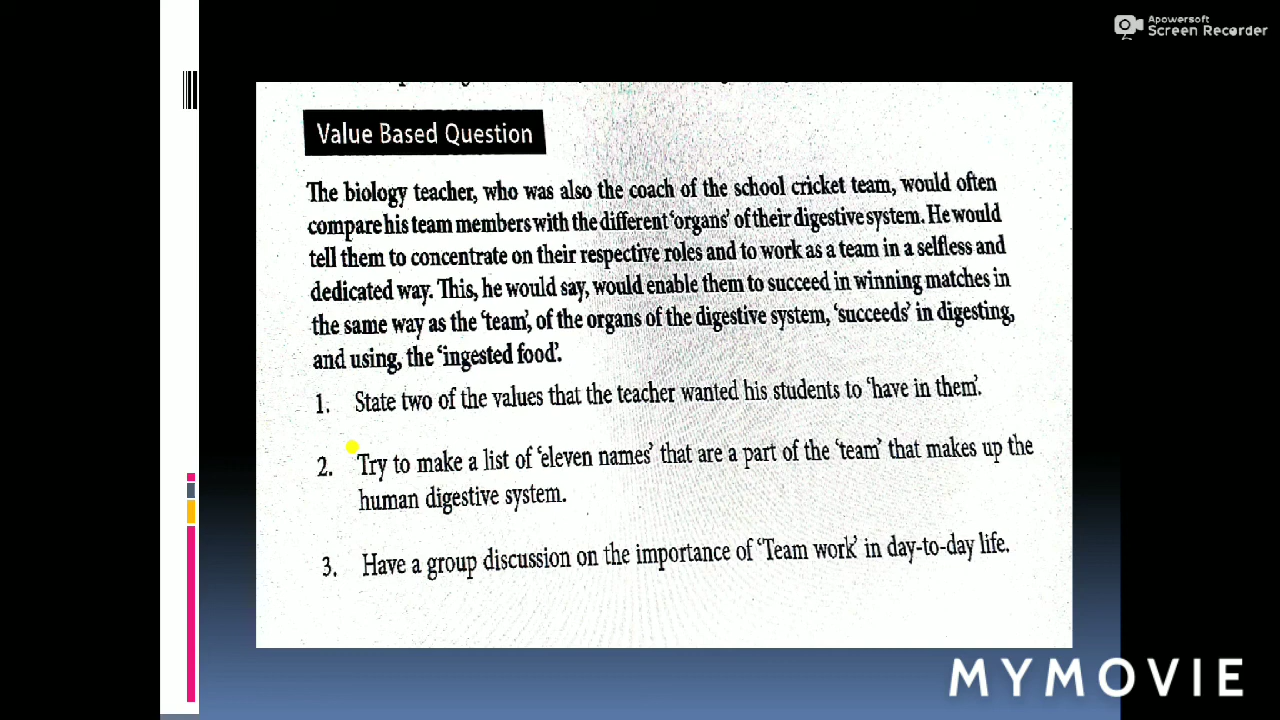 Apowersoft
Screen Recorder
Value Based Question
The biology teacher, who was also the coach of the school cricket team, would often
compare his team members with the different 'organs' of their digestive system. He would
tell them to concentrate on their respective roles and to work as a team in a selfless and
dedicated way. This, he would say, would enable them to succeed in winning matches in
the same way as the 'team', of the organs of the digestive system, 'succeeds' in digesting,
and using, the 'ingested food'.
1. State two of the values that the teacher wanted his students to 'have in them'.
2. Try to make a list of 'eleven names' that are a part of the 'team' that makes up the
human digestive system.
3. Have a group discussion on the importance of 'Team work' in day-to-day life.
MYMOVIE